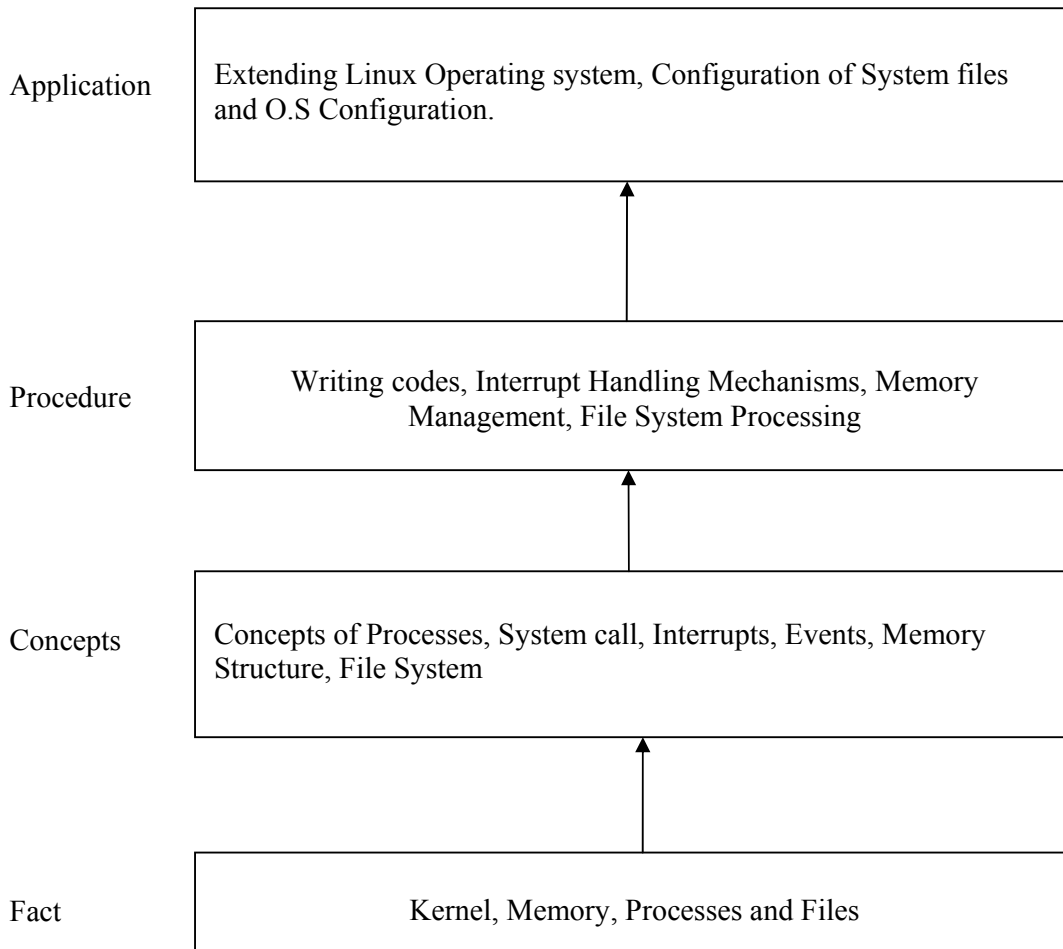 Application
Extending Linux Operating system, Configuration of System files
and O.S Configuration.
Procedure
Writing codes, Interrupt Handling Mechanisms, Memory
Management, File System Processing
Concepts
Concepts of Processes, System call, Interrupts, Events, Memory
Structure, File System
Fact
Kernel, Memory, Processes and Files